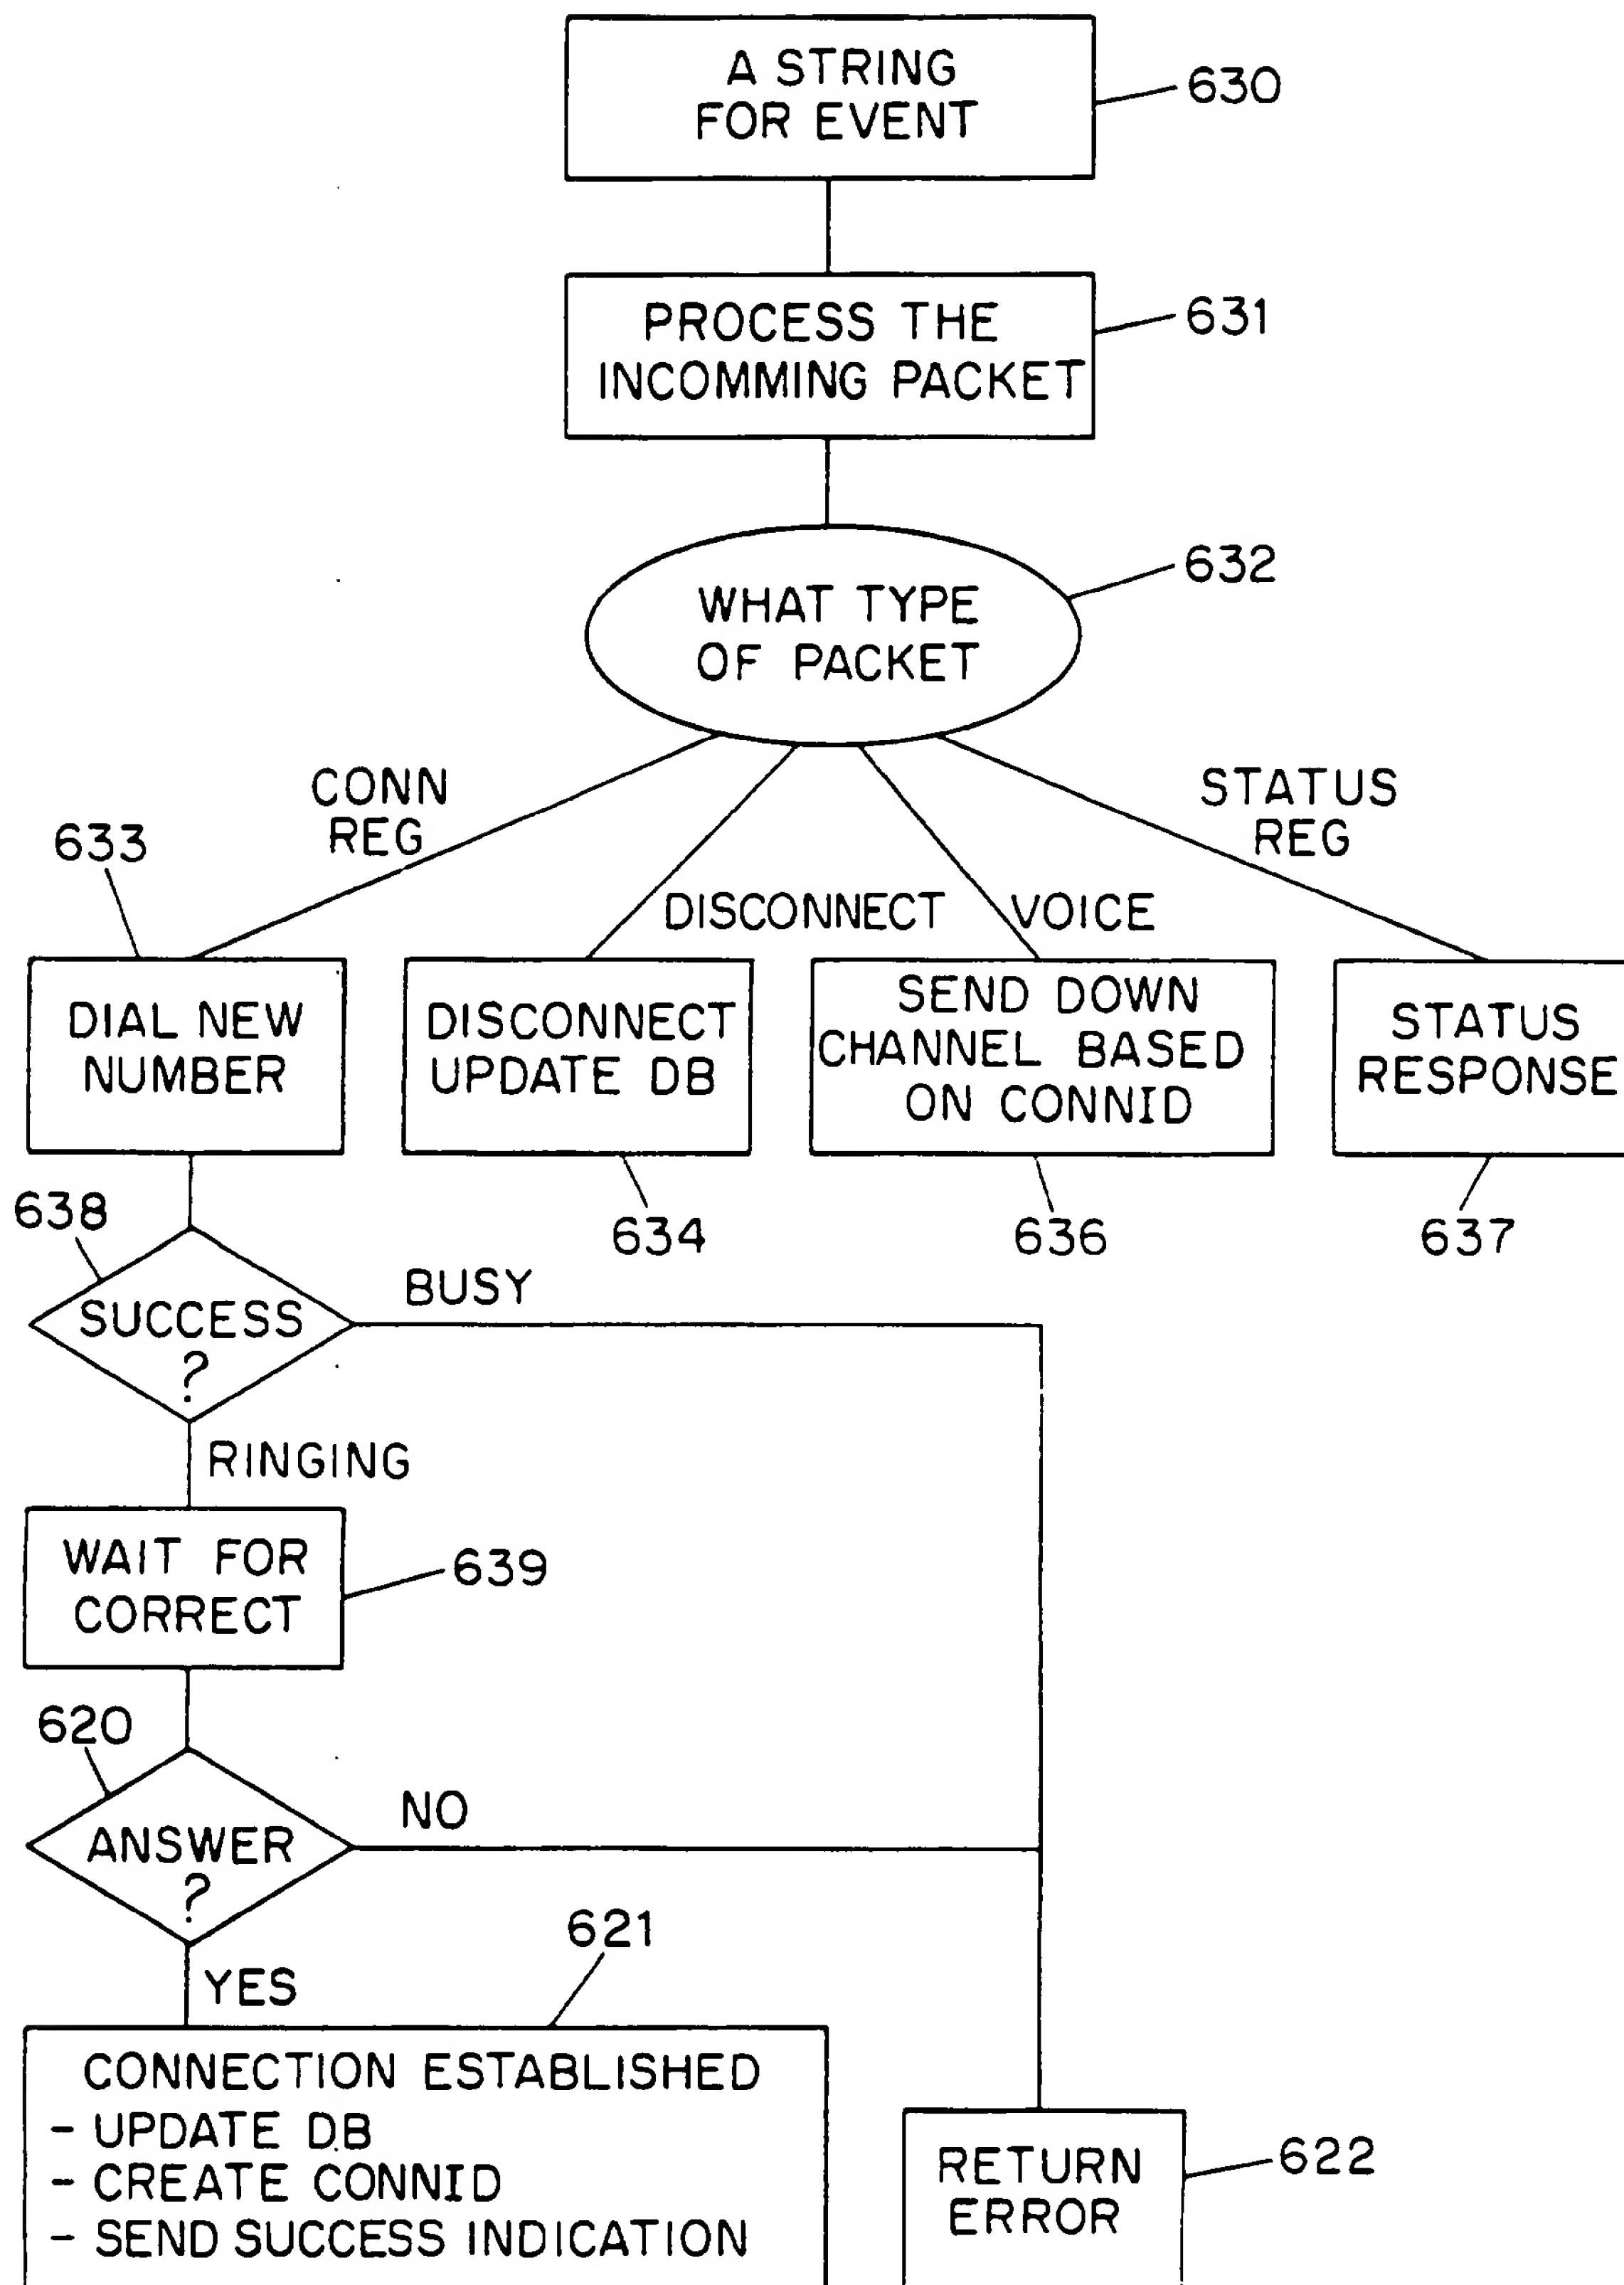 A STRING
FOR EVENT
630
PROCESS THE
INCOMMING PACKET
631
WHAT TYPE
OF PACKET
632
CONN
REG
STATUS
REG
633
DISCONNECT
VOICE
DIAL NEW
NUMBER
DISCONNECT
UPDATE DB
SEND DOWN
CHANNEL BASED
ON CONNID
STATUS
RESPONSE
634
636
637
638
SUCCESS
?
BUSY
RINGING
WAIT FOR
CORRECT
639
620
ANSWER
?
NO
YES
621
CONNECTION ESTABLISHED
- UPDATE DB
- CREATE CONNID
- SEND SUCCESS INDICATION
RETURN
ERROR
622